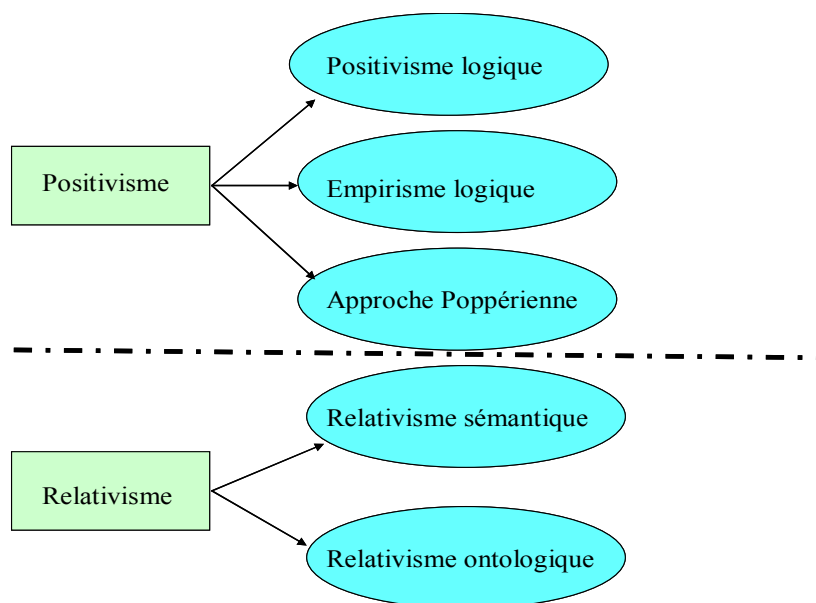 Positivisme logique
Positivisme
Empirisme logique
Approche Poppérienne
Relativisme sémantique
Relativisme
Relativisme ontologique